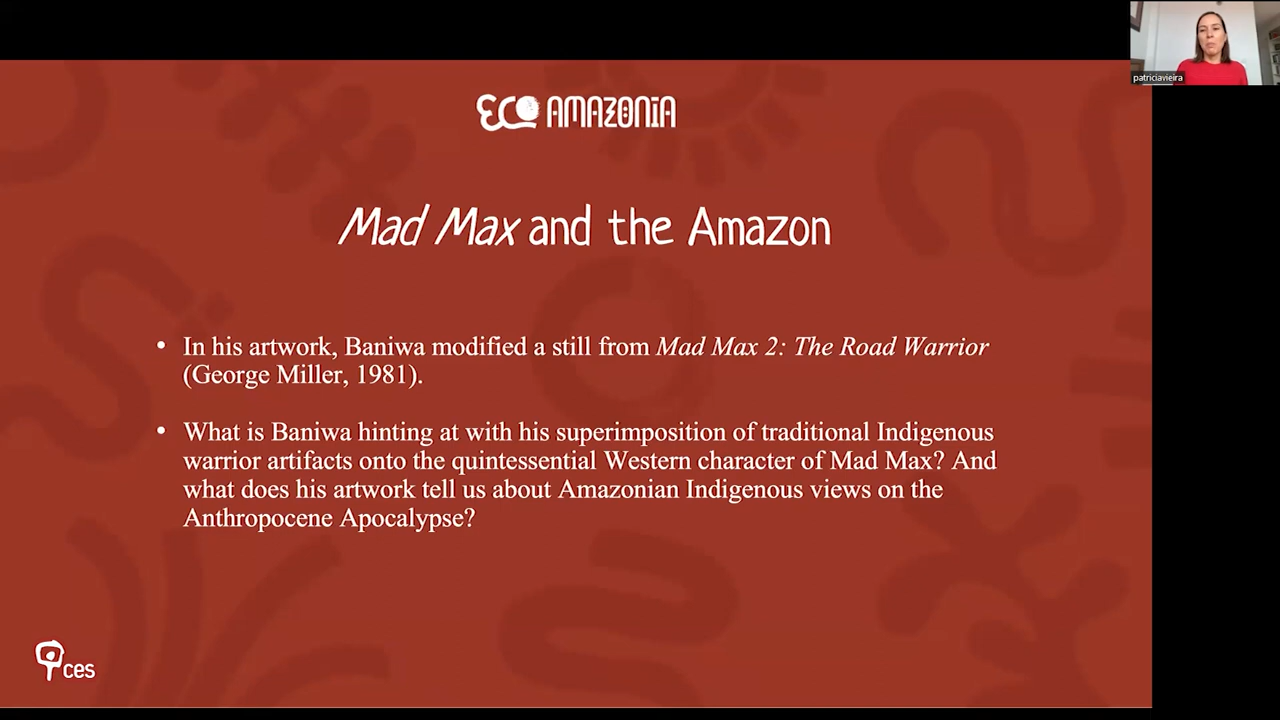 patriciavieira
ECO AMAZONIA
Mad Max and the Amazon
• In his artwork, Baniwa modified a still from Mad Max 2: The Road Warrior
(George Miller, 1981).
• What is Baniwa hinting at with his superimposition of traditional Indigenous
warrior artifacts onto the quintessential Western character of Mad Max? And
what does his artwork tell us about Amazonian Indigenous views on the
Anthropocene Apocalypse?
ces